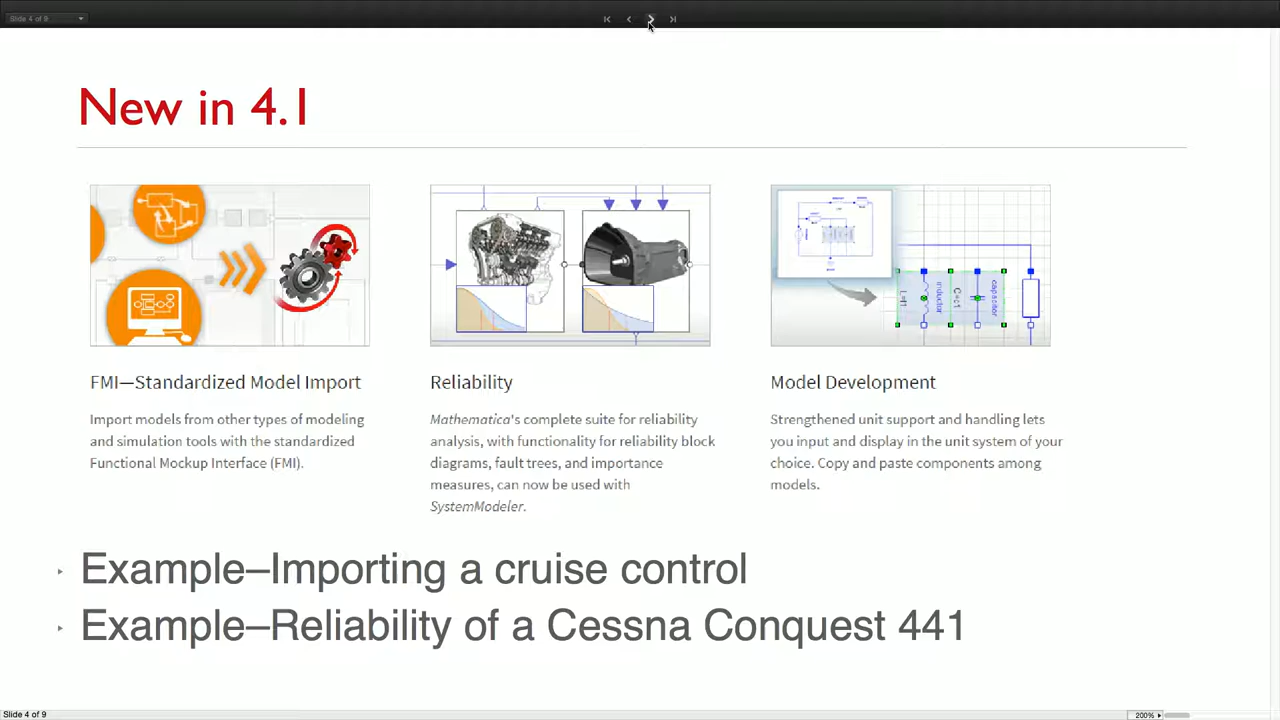 Slide 4 of 9
New in 4.1
L=l1
inductor
C=c1
capacitor
FMI—Standardized Model Import
Import models from other types of modeling
and simulation tools with the standardized
Functional Mockup Interface (FMI).
Reliability
Mathematica's complete suite for reliability
analysis, with functionality for reliability block
diagrams, fault trees, and importance
measures, can now be used with
SystemModeler.
Model Development
Strengthened unit support and handling lets
you input and display in the unit system of your
choice. Copy and paste components among
models.
Example—Importing a cruise control
Example—Reliability of a Cessna Conquest 441
Slide 4 of 9
200%